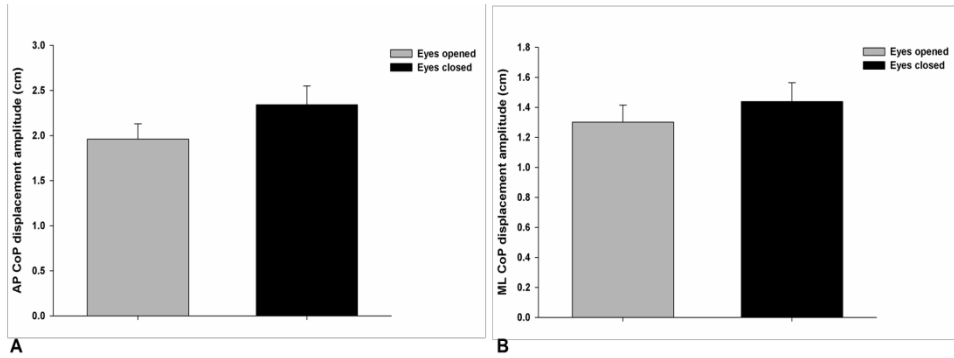 3.0
2.5
2.0
1.5
1.0
0.5
0.0
AP CoP displacement amplitude (cm)
Eyes opened
Eyes closed
A
1.8
1.6
1.4
1.2
1.0
0.8
0.6
0.4
0.2
0.0
ML CoP displacement amplitude (cm)
Eyes opened
Eyes closed
B